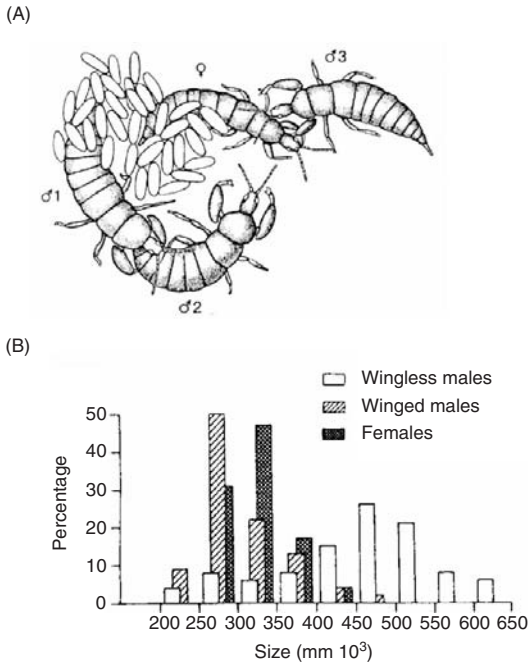 (A)
♀
♂3
♂1
♂2
(B)
Wingless males
Winged males
Females
50
40
30
20
10
0
Percentage
200 250 300 350 400 450 500 550 600 650
Size (mm 10³)